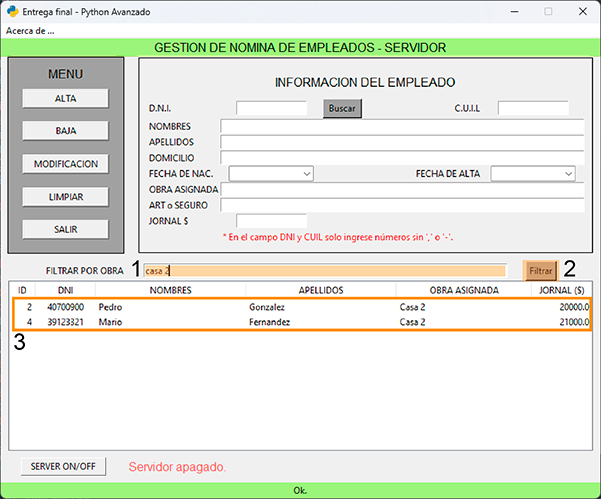 Entrega final - Python Avanzado
Acerca de ...
GESTION DE NOMINA DE EMPLEADOS - SERVIDOR
MENU
ALTA
BAJA
MODIFICACION
LIMPIAR
SALIR
INFORMACION DEL EMPLEADO
D.N.I. Buscar C.U.I.L
NOMBRES
APELLIDOS
DOMICILIO
FECHA DE NAC. FECHA DE ALTA
OBRA ASIGNADA
ART o SEGURO
JORNAL $
* En el campo DNI y CUIL solo ingrese números sin ',' o '-'.
FILTRAR POR OBRA 1 casa 2 Filtrar 2
ID DNI NOMBRES APELLIDOS OBRA ASIGNADA JORNAL ($)
2 40700900 Pedro Gonzalez Casa 2 20000.0
4 39123321 Mario Fernandez Casa 2 21000.0
3
SERVER ON/OFF Servidor apagado.
Ok.